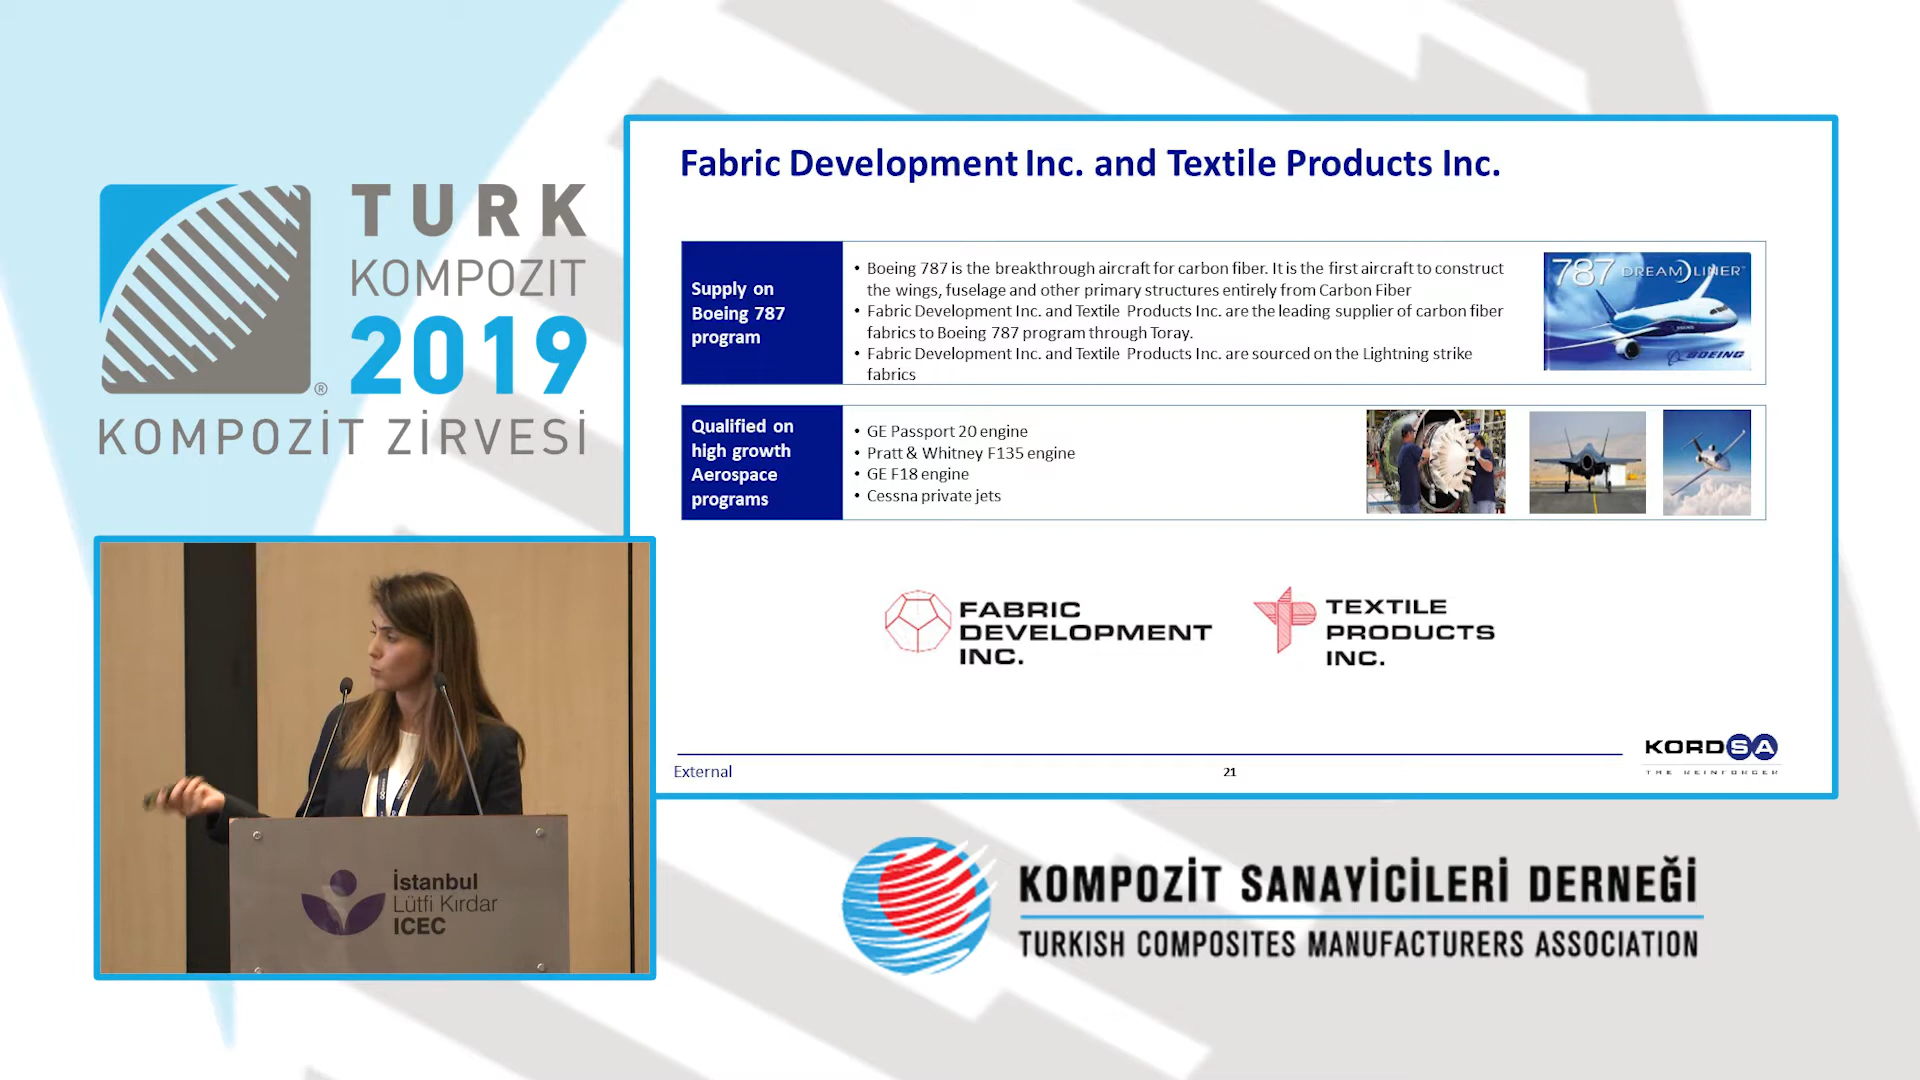 TURK
KOMPOZIT
2019
®
KOMPOZİT ZİRVESİ
Fabric Development Inc. and Textile Products Inc.
Supply on
Boeing 787
program
• Boeing 787 is the breakthrough aircraft for carbon fiber. It is the first aircraft to construct
the wings, fuselage and other primary structures entirely from Carbon Fiber
• Fabric Development Inc. and Textile Products Inc. are the leading supplier of carbon fiber
fabrics to Boeing 787 program through Toray.
• Fabric Development Inc. and Textile Products Inc. are sourced on the Lightning strike
fabrics
787 DREAMLINER
BOEING
Qualified on
high growth
Aerospace
programs
• GE Passport 20 engine
• Pratt & Whitney F135 engine
• GE F18 engine
• Cessna private jets
FABRIC
DEVELOPMENT
INC.
TEXTILE
PRODUCTS
INC.
External
21
KORDSA
THE REINFORCER
İstanbul
Lütfi Kırdar
ICEC
KOMPOZİT SANAYİCİLERİ DERNEĞİ
TURKISH COMPOSITES MANUFACTURERS ASSOCIATION